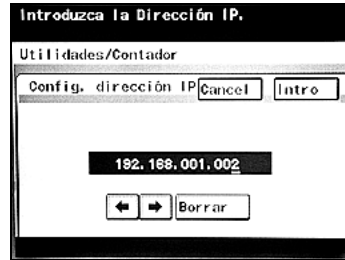 Introduzca la Dirección IP.
Utilidades/Contador
Config. dirección IP Cancel Intro
192.168.001.002
Borrar